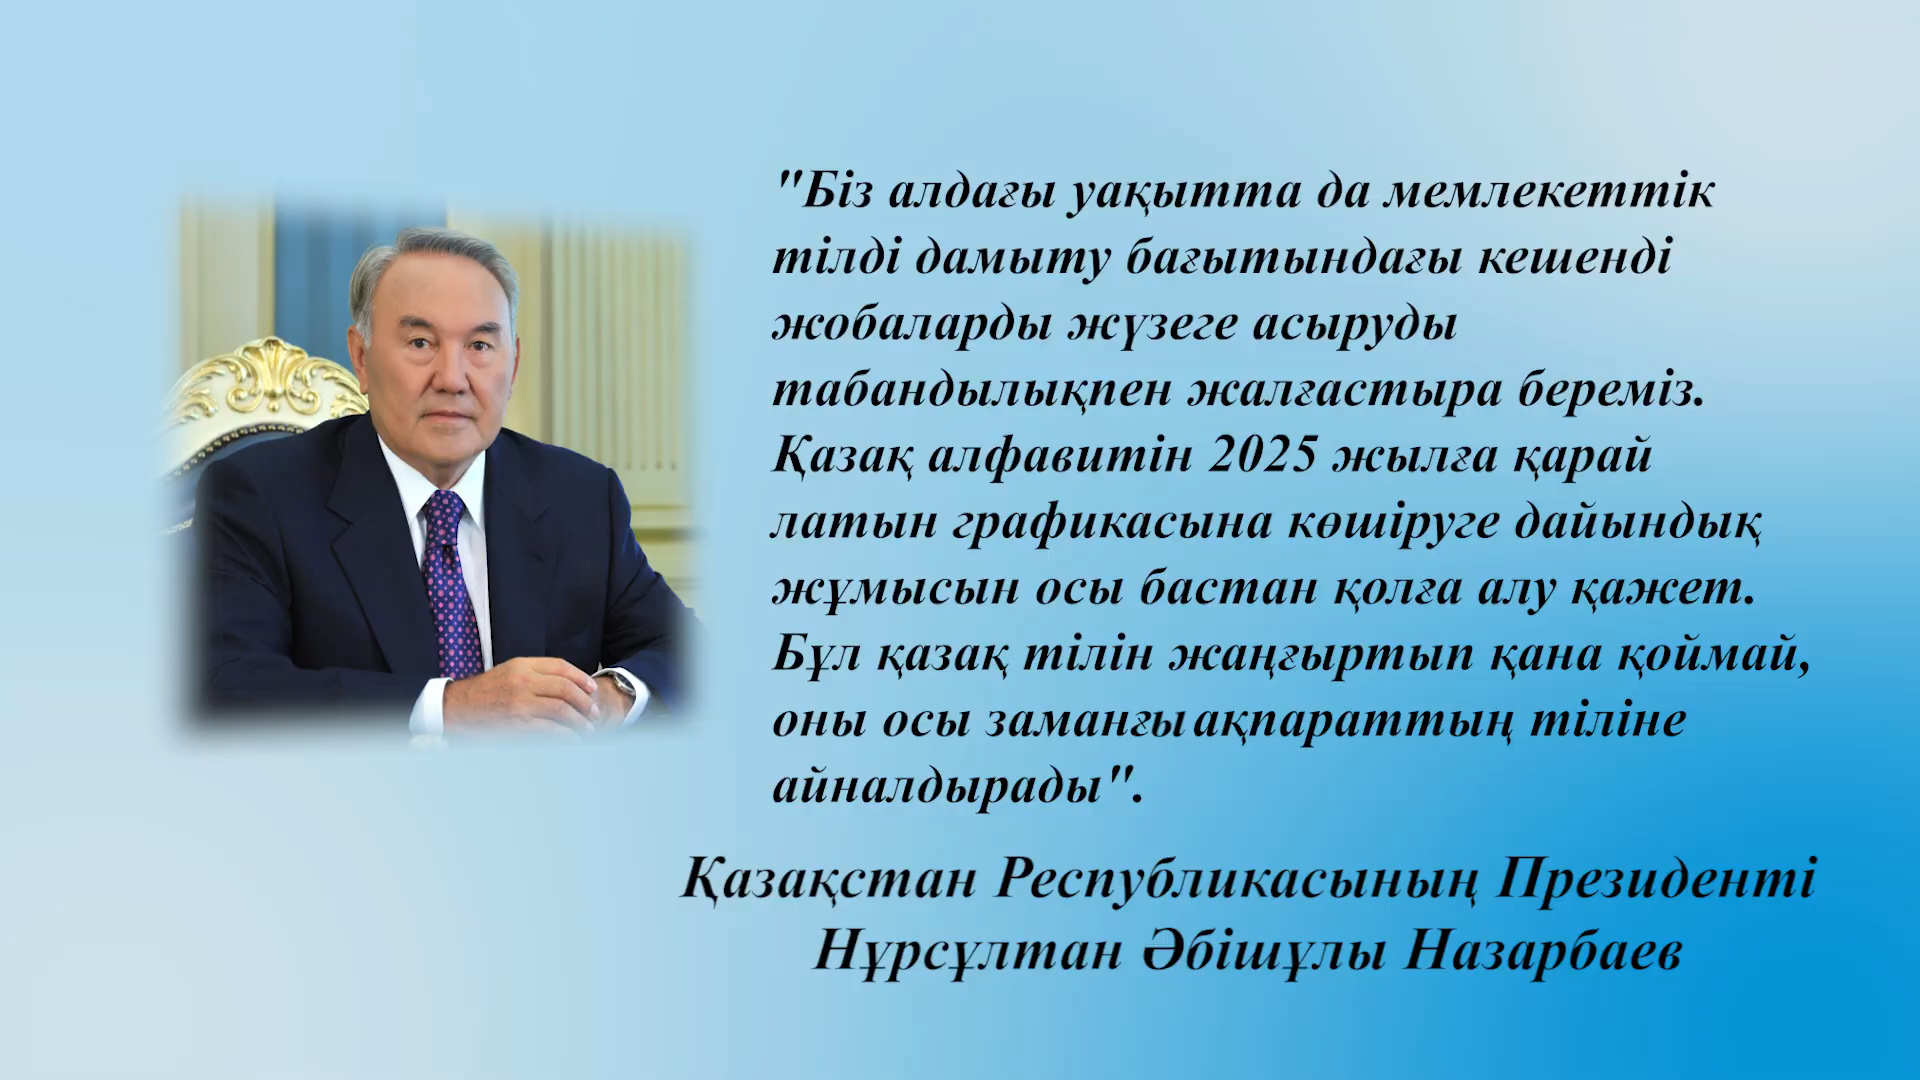 "Біз алдағы уақытта да мемлекеттік
тілді дамыту бағытындағы кешенді
жобаларды жүзеге асыруды
табандылықпен жалғастыра береміз.
Қазақ алфавитін 2025 жылға қарай
латын графикасына көшіруге дайындық
жұмысын осы бастан қолға алу қажет.
Бұл қазақ тілін жаңғыртып қана қоймай,
оны осы заманғы ақпараттың тіліне
айналдырады".
Қазақстан Республикасының Президенті
Нұрсұлтан Әбішұлы Назарбаев